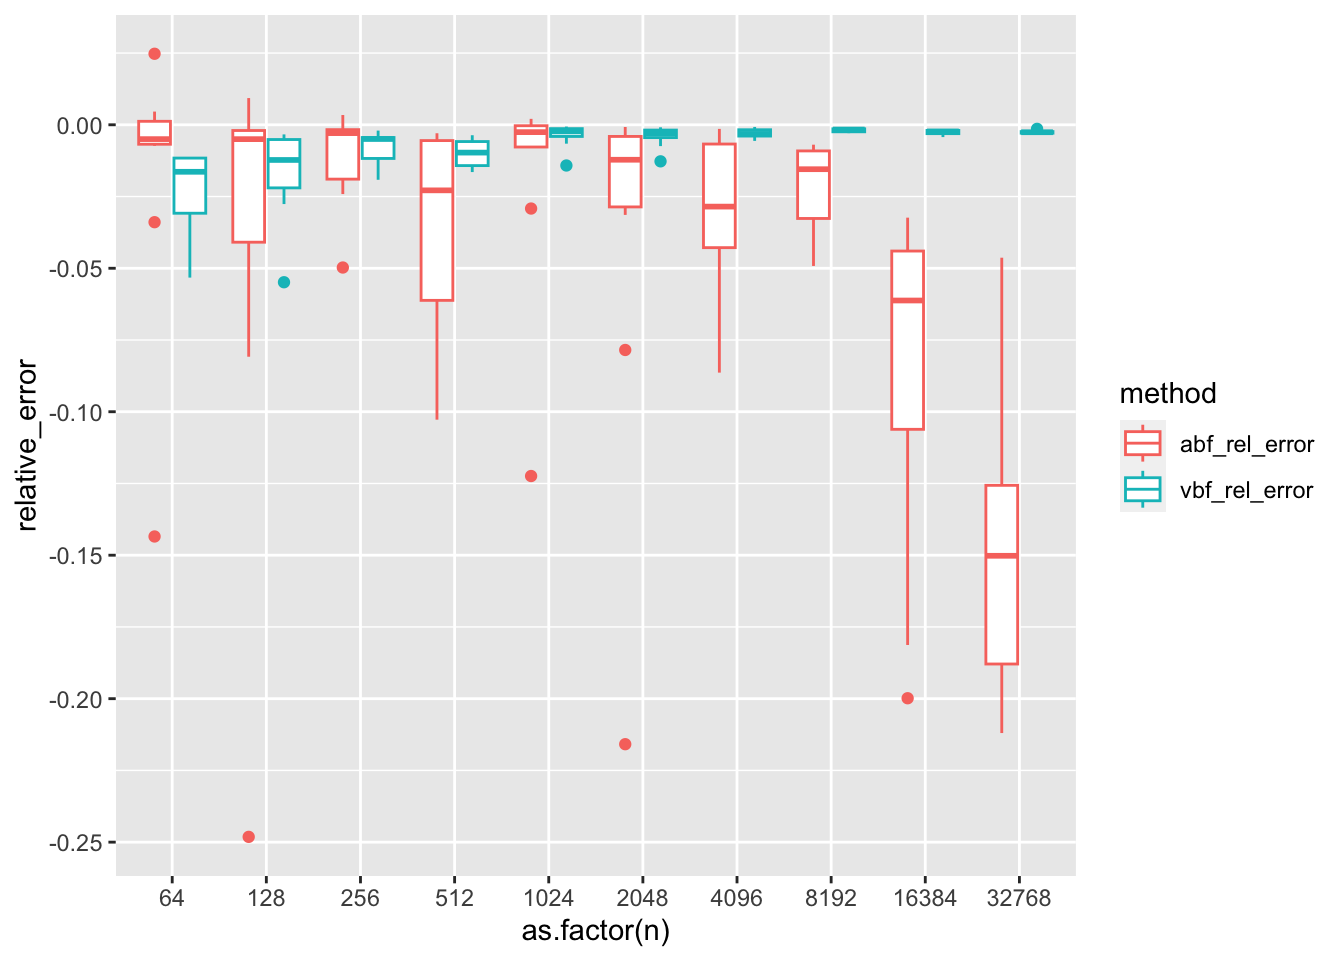 relative_error
0.00
-0.05
-0.10
-0.15
-0.20
-0.25
64 128 256 512 1024 2048 4096 8192 16384 32768
as.factor(n)
method
abf_rel_error
vbf_rel_error